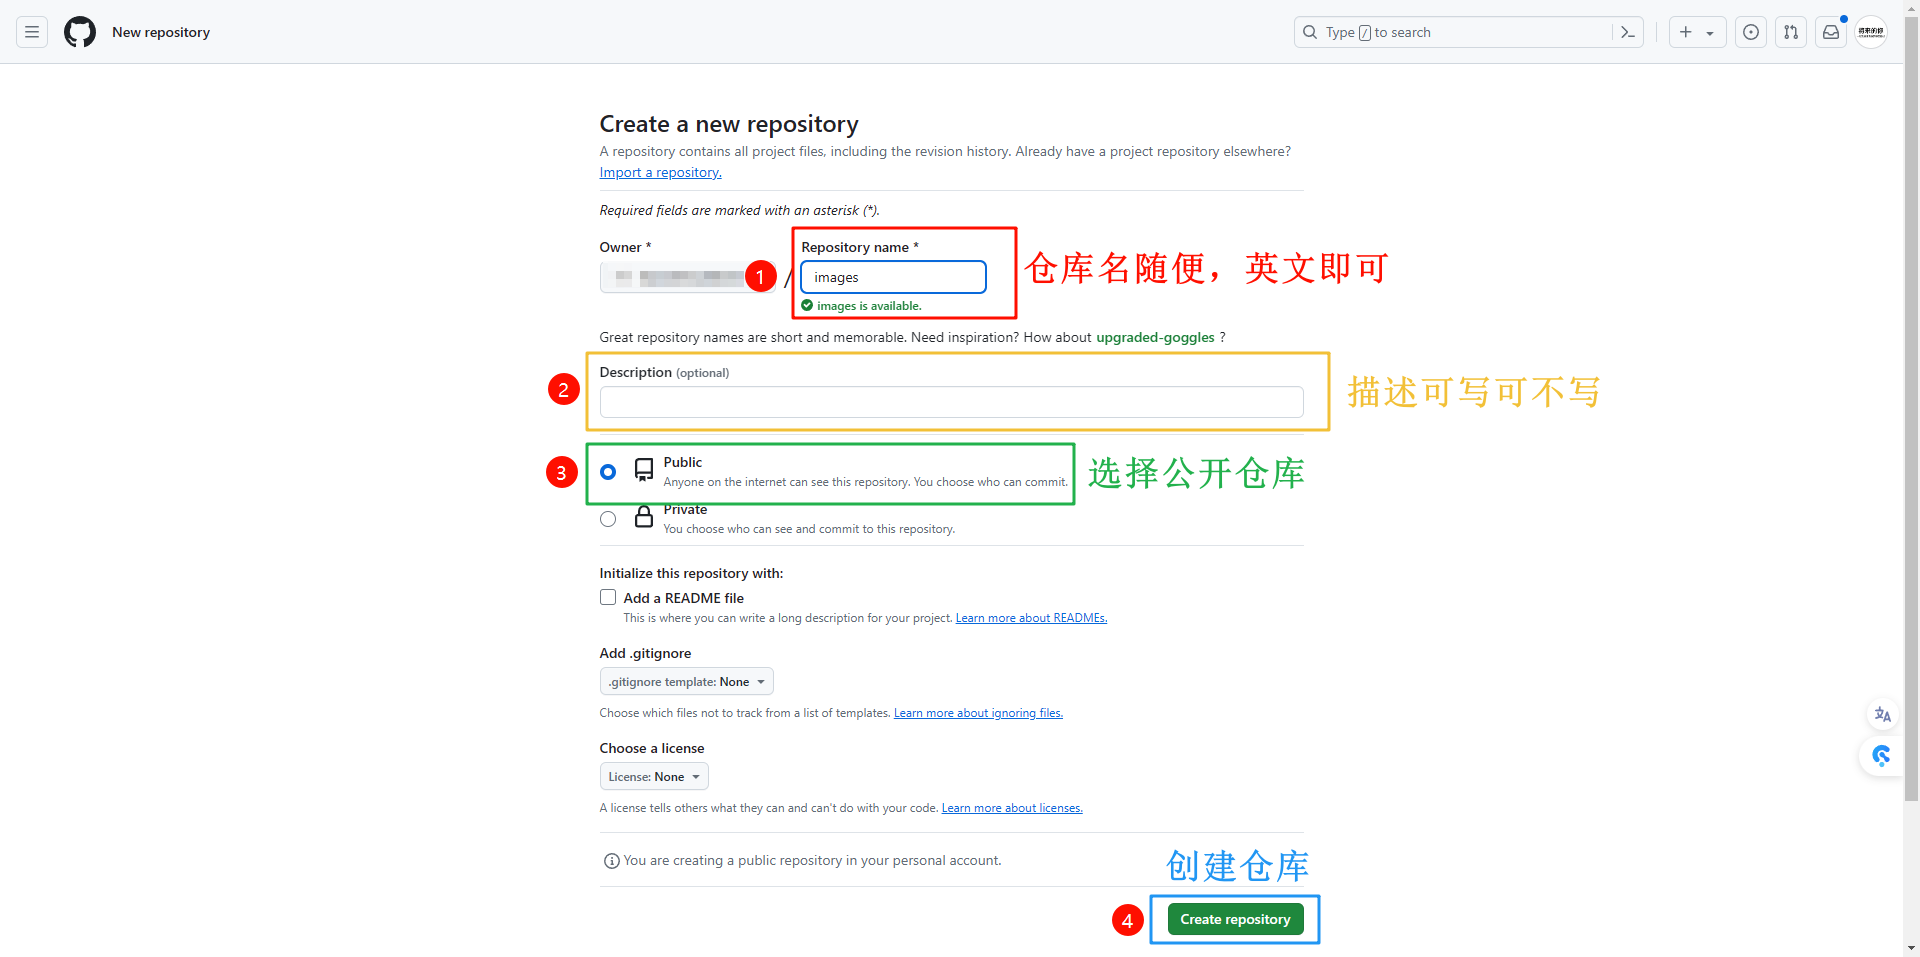 New repository
Type / to search
Create a new repository
A repository contains all project files, including the revision history. Already have a project repository elsewhere?
Import a repository.
Required fields are marked with an asterisk (*).
Owner *
Repository name *
1
/
images
仓库名随便，英文即可
images is available.
Great repository names are short and memorable. Need inspiration? How about upgraded-goggles ?
2
Description (optional)
描述可写可不写
3
Public
Anyone on the internet can see this repository. You choose who can commit.
选择公开仓库
Private
You choose who can see and commit to this repository.
Initialize this repository with:
Add a README file
This is where you can write a long description for your project. Learn more about READMEs.
Add .gitignore
.gitignore template: None
Choose which files not to track from a list of templates. Learn more about ignoring files.
Choose a license
License: None
A license tells others what they can and can't do with your code. Learn more about licenses.
You are creating a public repository in your personal account.
创建仓库
4
Create repository